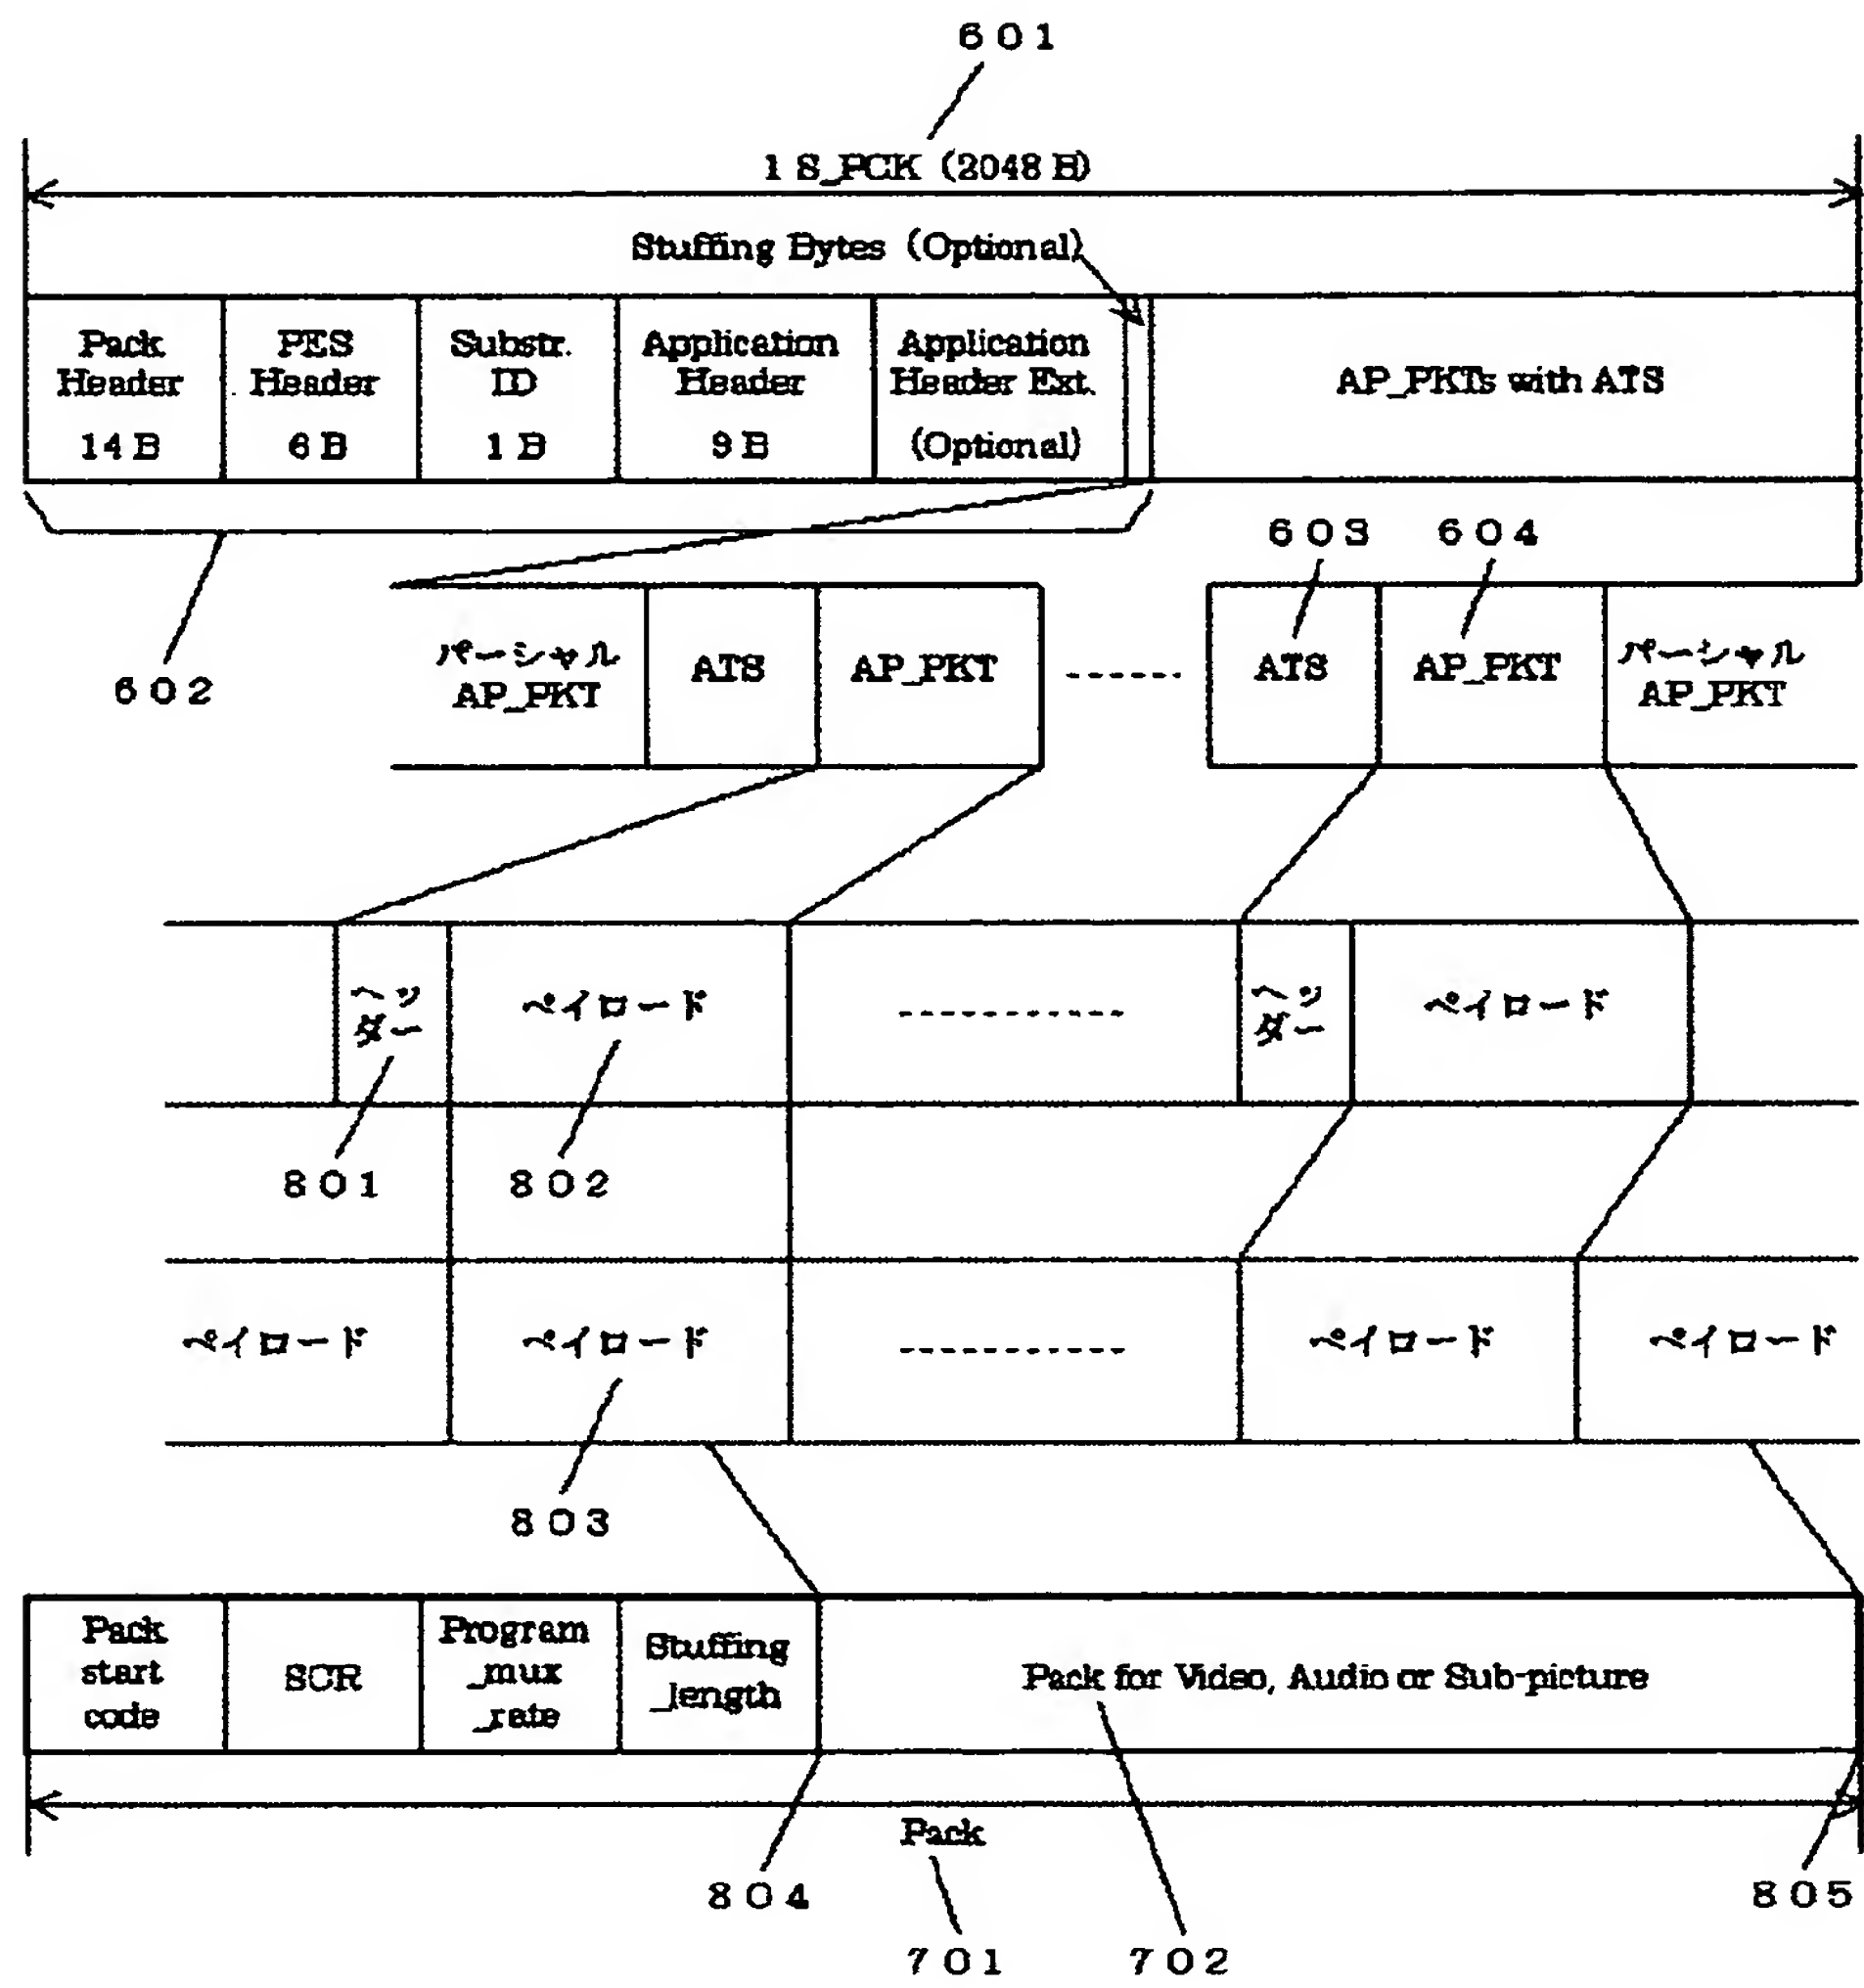 601
1 S_PCK (2048 B)
Stuffing Bytes (Optional)
Pack
Header
14 B
PES
Header
6 B
Substr.
ID
1 B
Application
Header
9 B
Application
Header Ext.
(Optional)
AP_PKTs with ATS
602
603
604
パーシャル
AP_PKT
ATS
AP_PKT
ATS
AP_PKT
パーシャル
AP_PKT
ヘッ
ダー
ペイロード
ヘッ
ダー
ペイロード
801
802
ペイロード
ペイロード
ペイロード
ペイロード
803
Pack
start
code
SCR
Program
_mux
_rate
Stuffing
_length
Pack for Video, Audio or Sub-picture
Pack
804
805
701
702